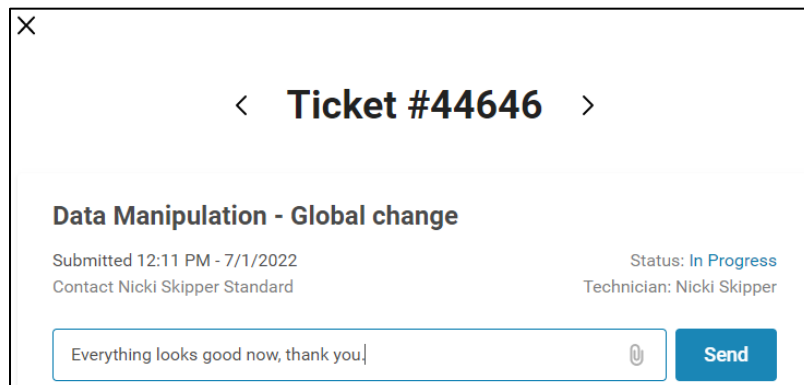 Ticket #44646
Data Manipulation - Global change
Submitted 12:11 PM - 7/1/2022
Status: In Progress
Contact Nicki Skipper Standard
Technician: Nicki Skipper
Everything looks good now, thank you.
Send